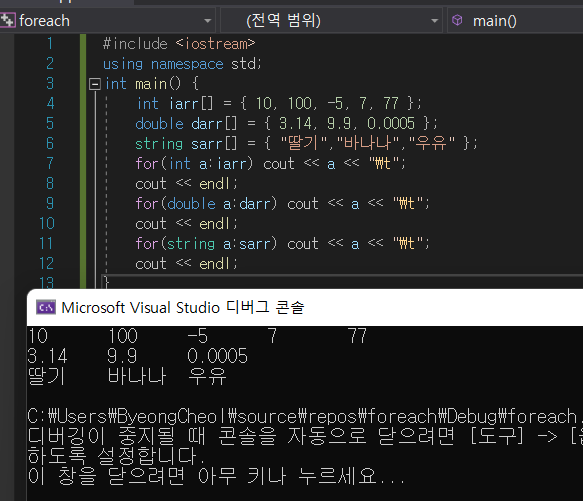 foreach
(전역 범위)
main()
1 #include <iostream>
2 using namespace std;
3 int main() {
4 int iarr[] = { 10, 100, -5, 7, 77 };
5 double darr[] = { 3.14, 9.9, 0.0005 };
6 string sarr[] = { "딸기","바나나","우유" };
7 for(int a:iarr) cout << a << "₩t";
8 cout << endl;
9 for(double a:darr) cout << a << "₩t";
10 cout << endl;
11 for(string a:sarr) cout << a << "₩t";
12 cout << endl;
13 }
Microsoft Visual Studio 디버그 콘솔
10 100 -5 7 77
3.14 9.9 0.0005
딸기 바나나 우유
C:₩Users₩ByeongCheol₩source₩repos₩foreach₩Debug₩foreach.
디버깅이 중지될 때 콘솔을 자동으로 닫으려면 [도구] -> [
하도록 설정합니다.
이 창을 닫으려면 아무 키나 누르세요...